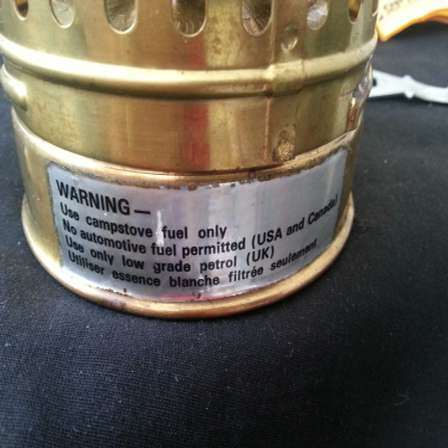 WARNING—
Use campstove fuel only
No automotive fuel permitted (USA and Canada)
Use only low grade petrol (UK)
Utiliser essence blanche filtrée seulement